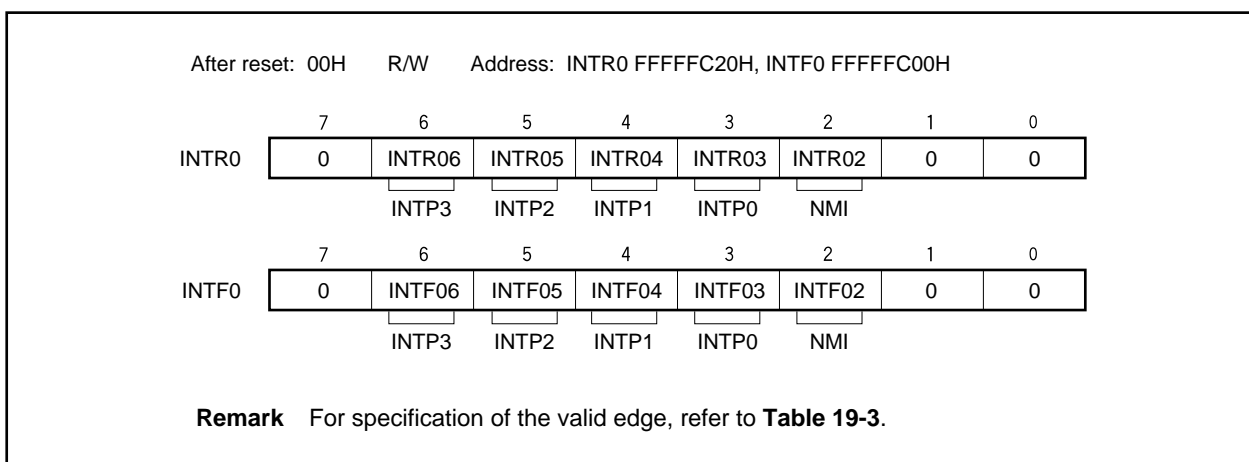 After reset: 00H R/W Address: INTR0 FFFFFC20H, INTF0 FFFFFC00H
7 6 5 4 3 2 1 0
INTR0 0 INTR06 INTR05 INTR04 INTR03 INTR02 0 0
INTP3 INTP2 INTP1 INTP0 NMI
7 6 5 4 3 2 1 0
INTF0 0 INTF06 INTF05 INTF04 INTF03 INTF02 0 0
INTP3 INTP2 INTP1 INTP0 NMI
Remark For specification of the valid edge, refer to Table 19-3.